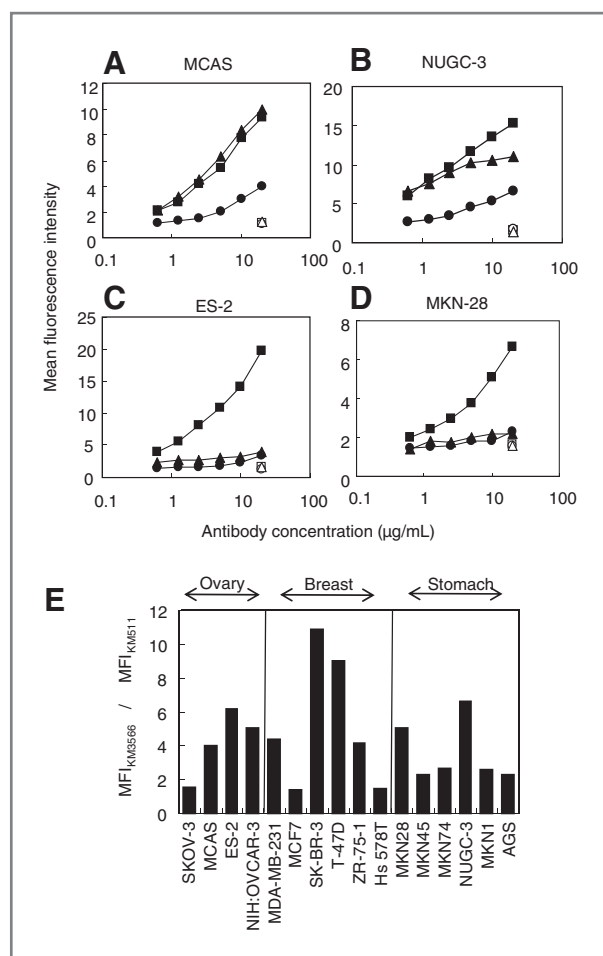 A
MCAS
12
10
8
6
4
2
0
0.1
1
10
100
B
NUGC-3
20
15
10
5
0
0.1
1
10
100
Mean fluorescence intensity
C
ES-2
25
20
15
10
5
0
0.1
1
10
100
D
MKN-28
8
6
4
2
0
0.1
1
10
100
Antibody concentration (µg/mL)
E
Ovary
Breast
Stomach
MFIKM3566 / MFIKM511
12
10
8
6
4
2
0
SKOV-3
MCAS
ES-2
NIH:OVCAR-3
MDA-MB-231
MCF7
SK-BR-3
T-47D
ZR-75-1
Hs 578T
MKN28
MKN45
MKN74
NUGC-3
MKN1
AGS